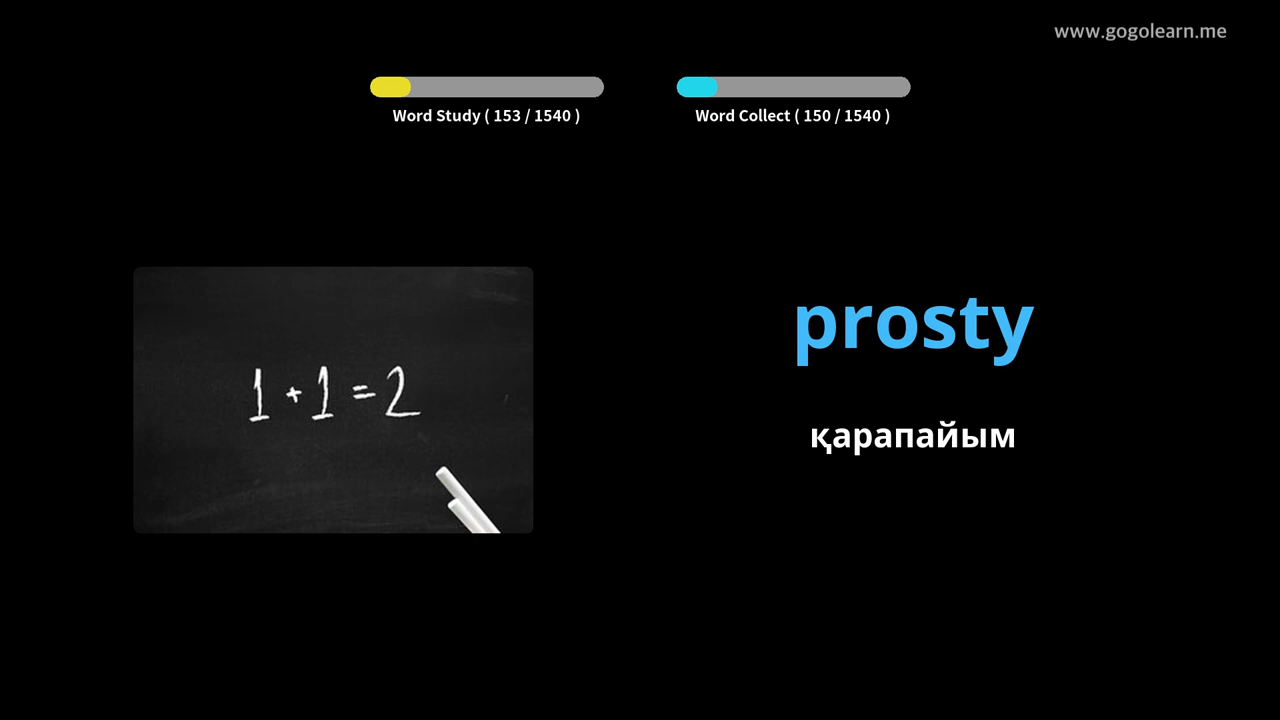 www.gogolearn.me
Word Study ( 153 / 1540 )
Word Collect ( 150 / 1540 )
1 + 1 = 2
prosty
қарапайым